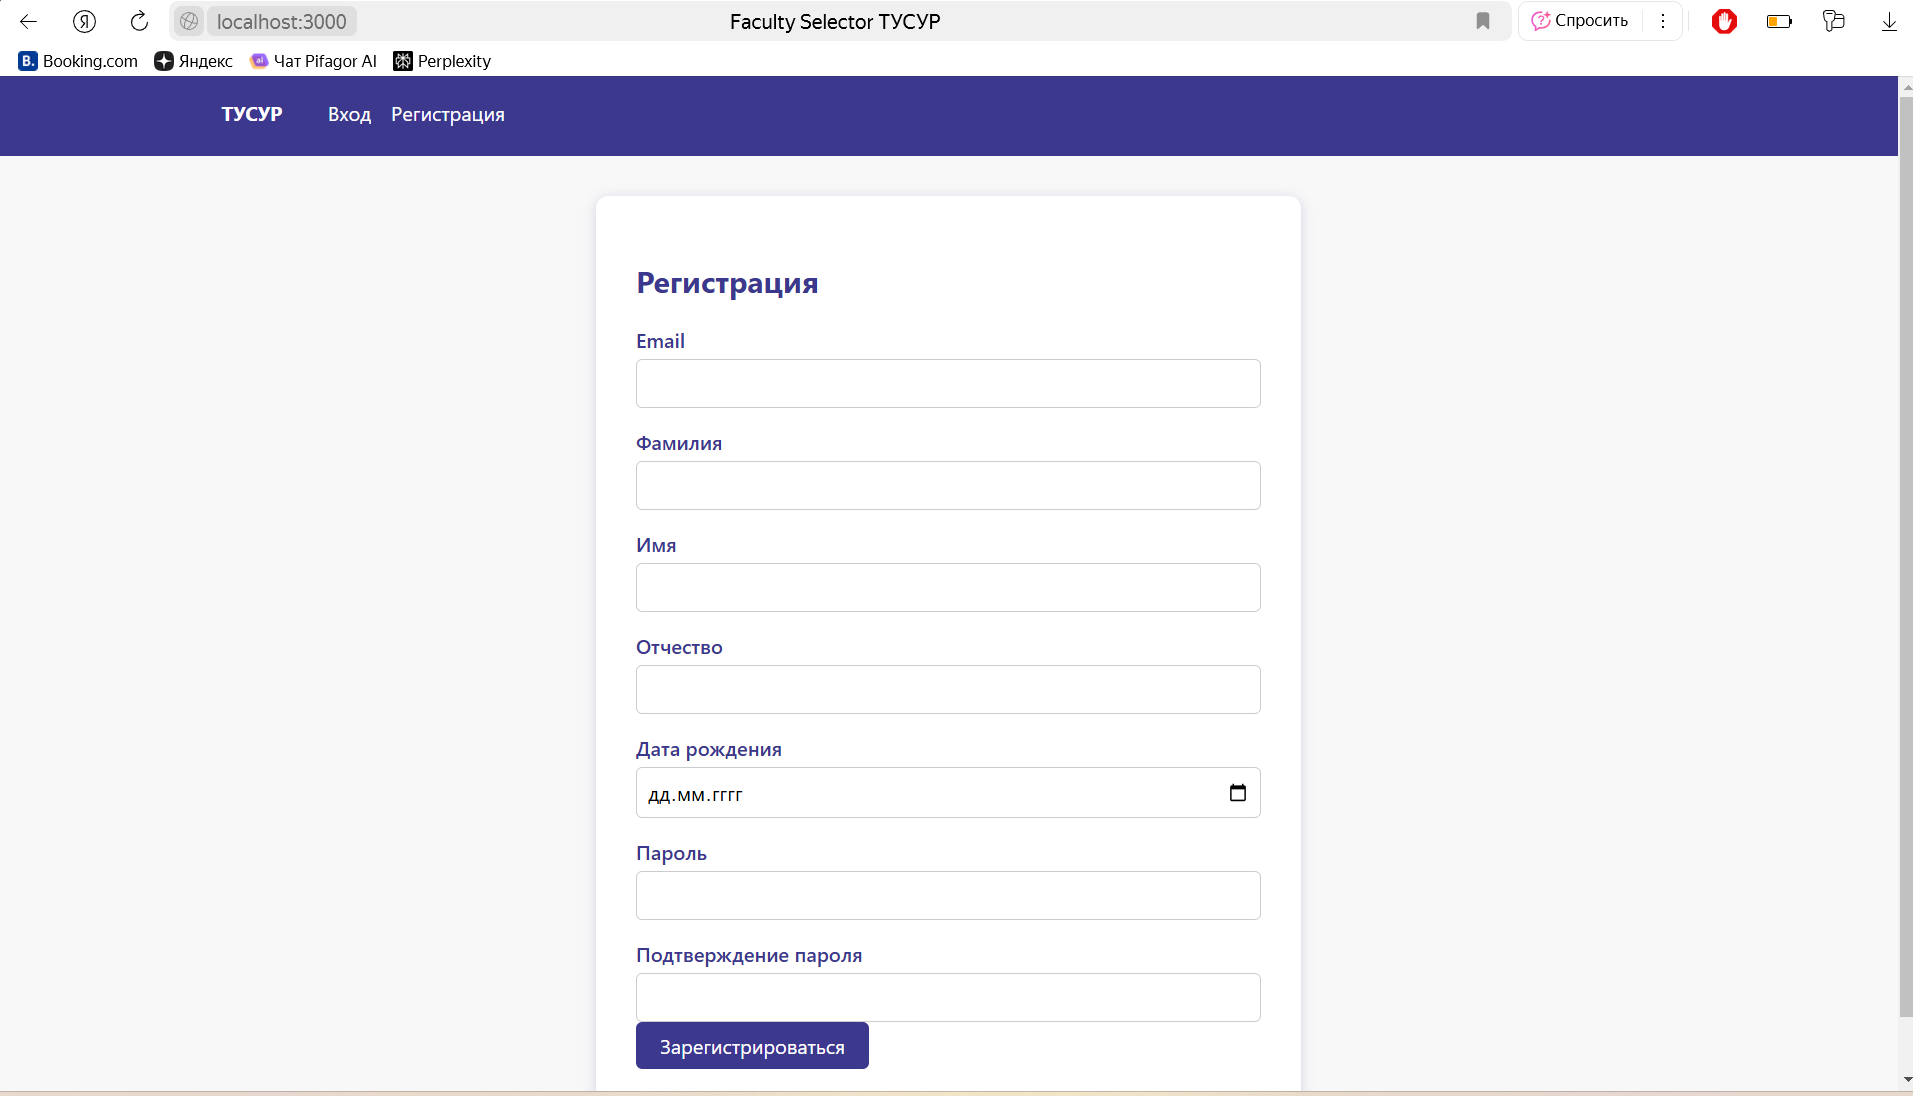 localhost:3000 Faculty Selector ТУСУР Спросить
B. Booking.com Яндекс ai Чат Pifagor AI Perplexity
ТУСУР Вход Регистрация
Регистрация
Email
Фамилия
Имя
Отчество
Дата рождения
дд.мм.гггг
Пароль
Подтверждение пароля
Зарегистрироваться